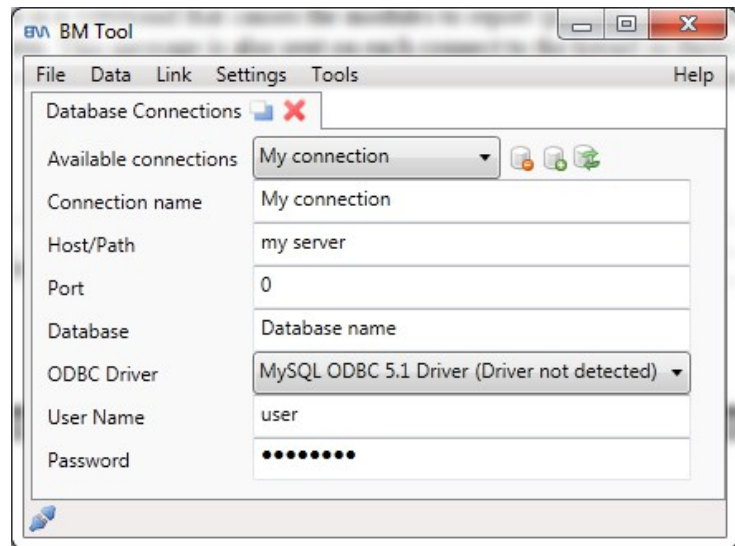 BM BM Tool
File Data Link Settings Tools Help
Database Connections
Available connections My connection
Connection name My connection
Host/Path my server
Port 0
Database Database name
ODBC Driver MySQL ODBC 5.1 Driver (Driver not detected)
User Name user
Password ●●●●●●●●